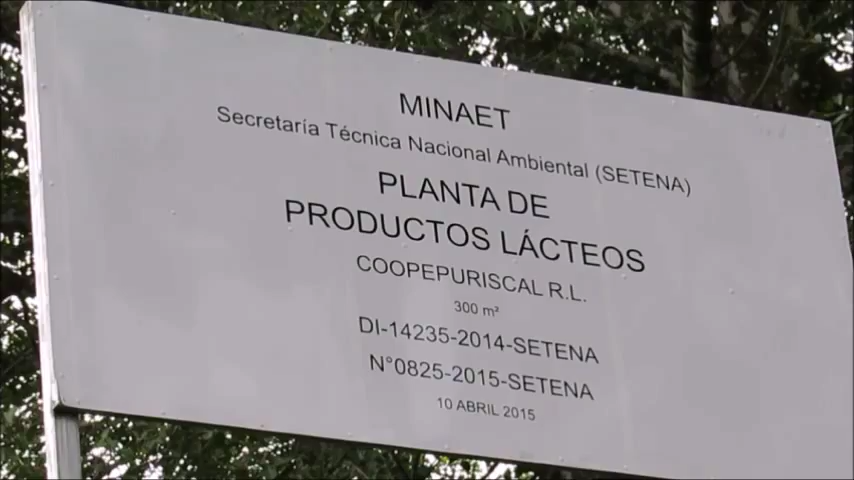 MINAET
Secretaría Técnica Nacional Ambiental (SETENA)
PLANTA DE
PRODUCTOS LÁCTEOS
COOPEPURISCAL R.L.
300 m²
DI-14235-2014-SETENA
N°0825-2015-SETENA
10 ABRIL 2015